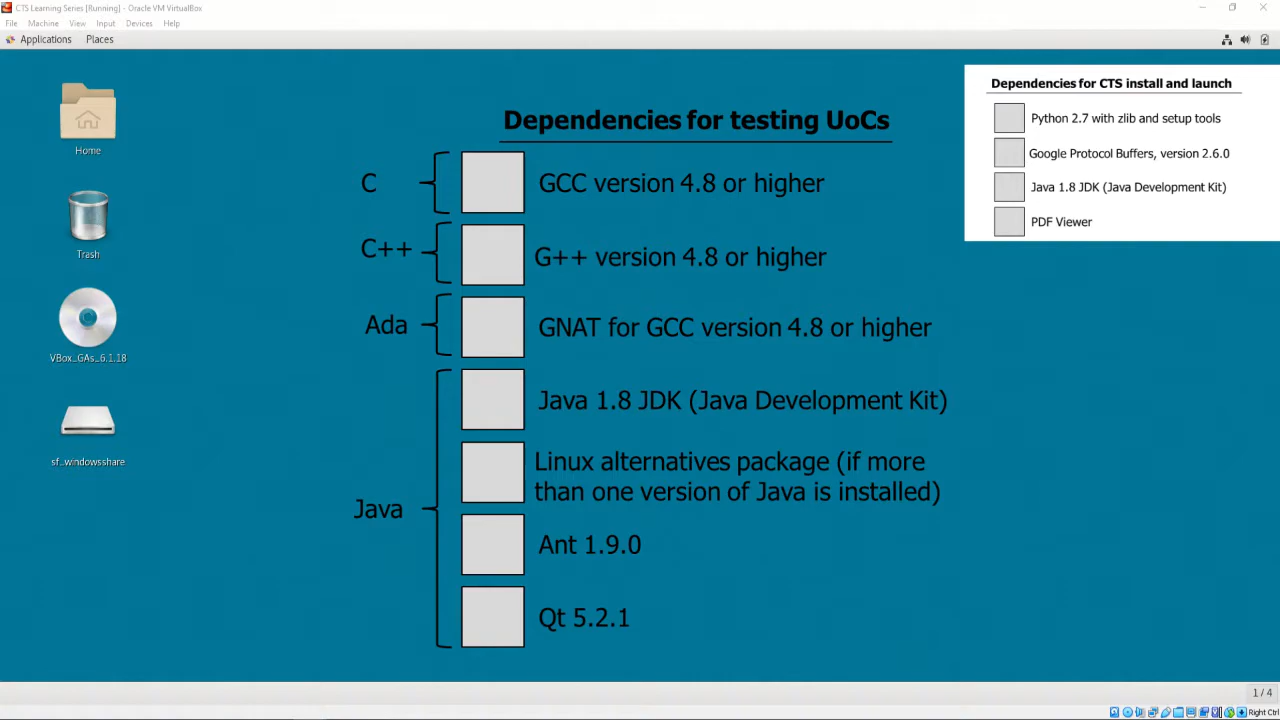 CTS Learning Series [Running] - Oracle VM VirtualBox
File Machine View Input Devices Help
Applications Places
Home
Trash
VBox_GAs_6.1.18
sf_windowsshare
Dependencies for testing UoCs
C
GCC version 4.8 or higher
C++
G++ version 4.8 or higher
Ada
GNAT for GCC version 4.8 or higher
Java
Java 1.8 JDK (Java Development Kit)
Linux alternatives package (if more
than one version of Java is installed)
Ant 1.9.0
Qt 5.2.1
Dependencies for CTS install and launch
Python 2.7 with zlib and setup tools
Google Protocol Buffers, version 2.6.0
Java 1.8 JDK (Java Development Kit)
PDF Viewer
1 / 4
Right Ctrl